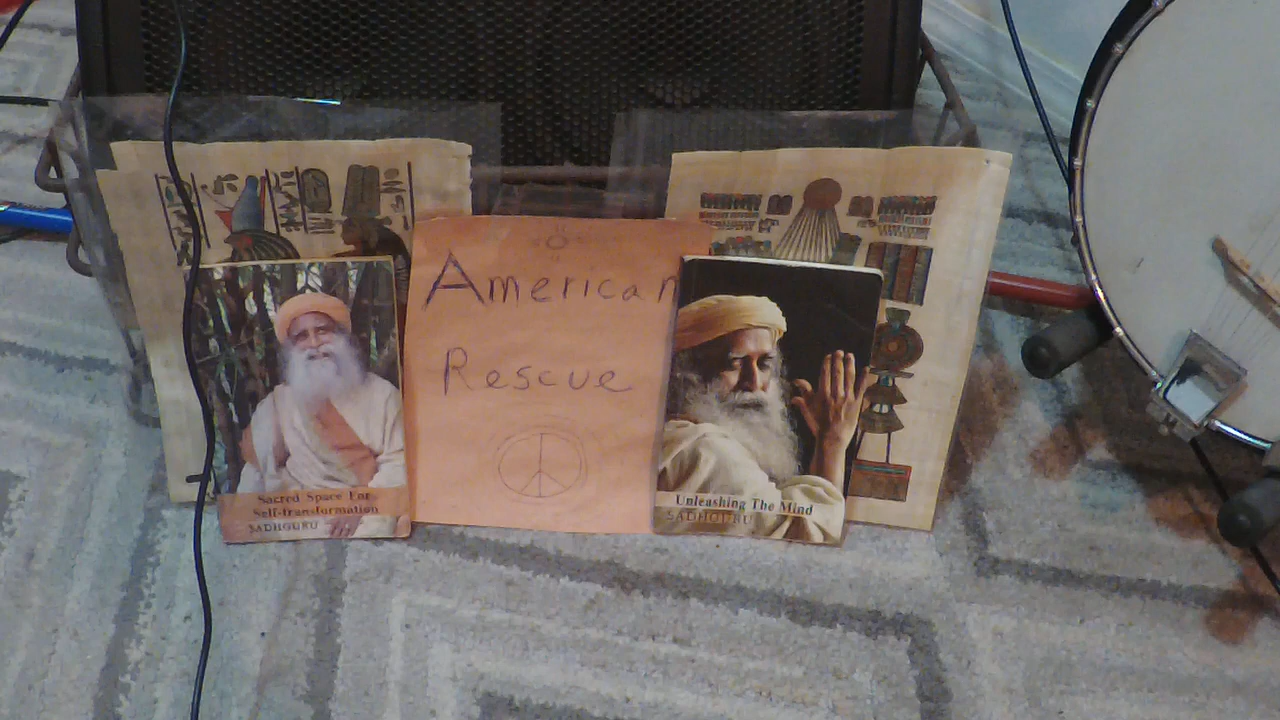 American
Rescue
Sacred Space For
Self-transformation
SADHGURU
Unleashing The Mind
SADHGURU